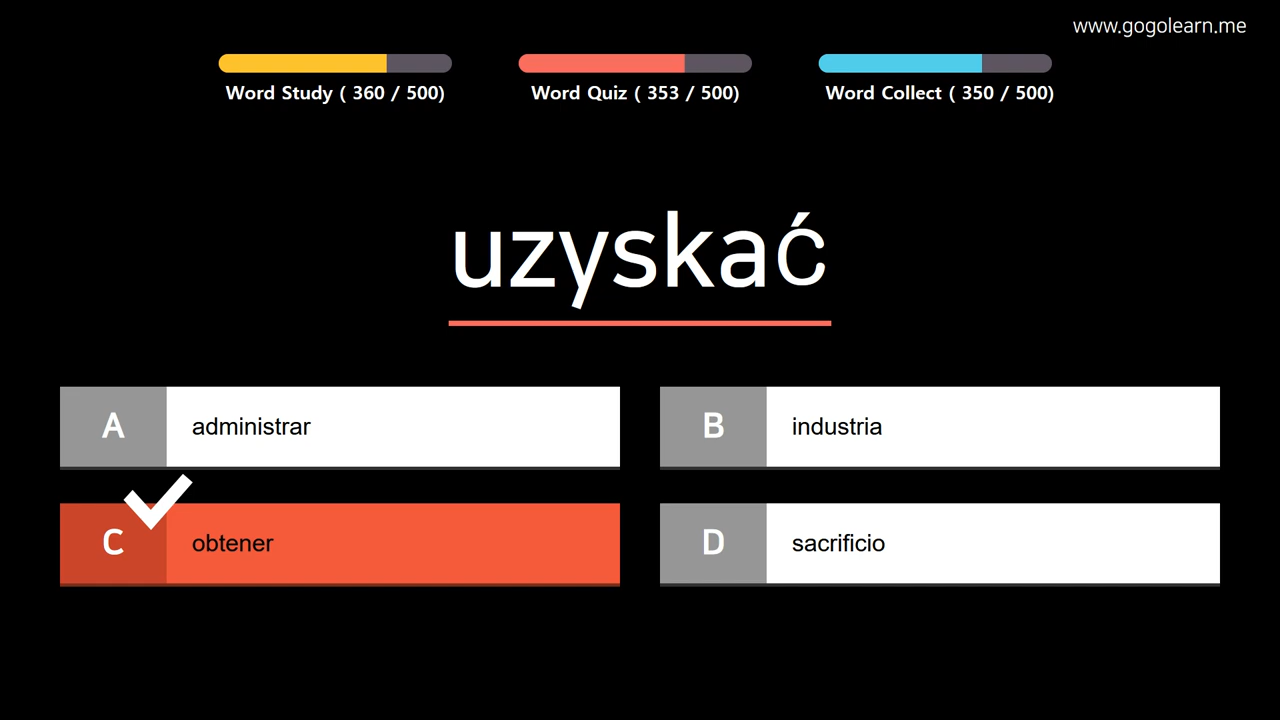 www.gogolearn.me
Word Study ( 360 / 500)
Word Quiz ( 353 / 500)
Word Collect ( 350 / 500)
uzyskać
A administrar
B industria
C obtener
D sacrificio